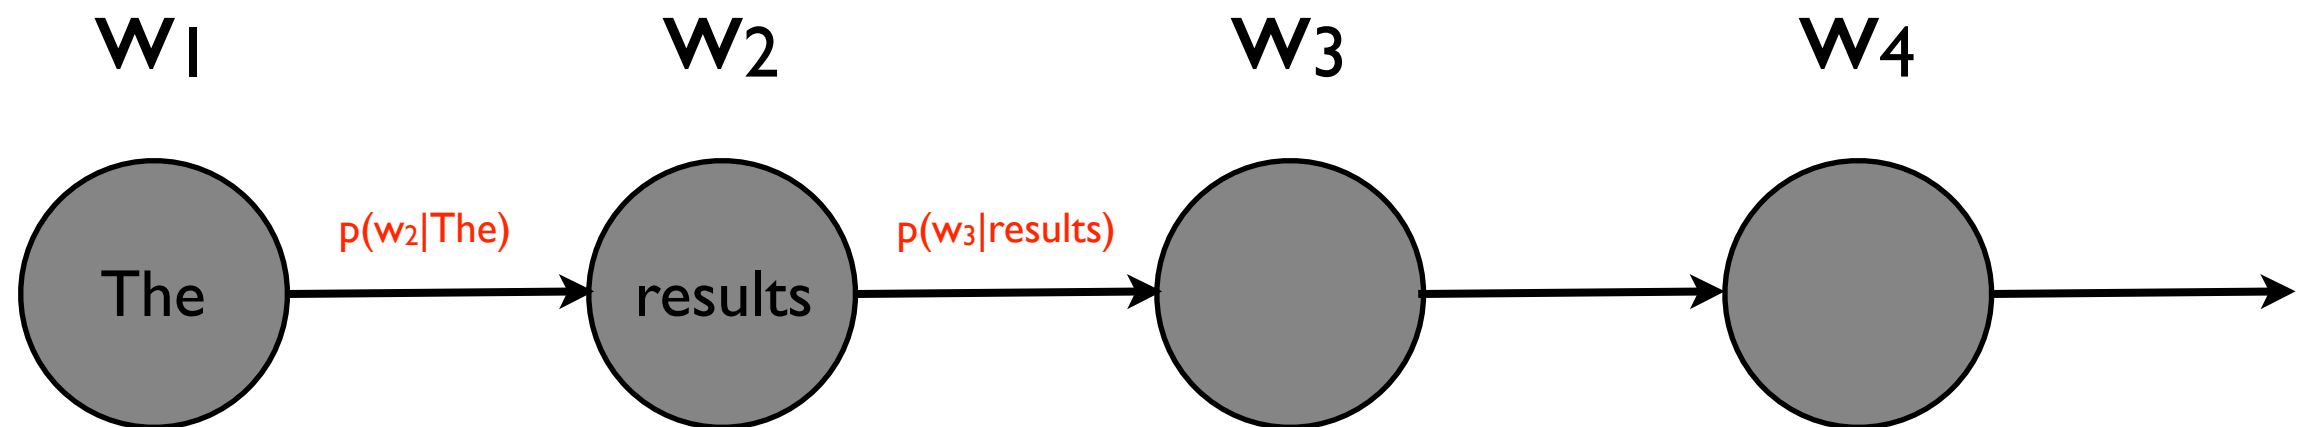 w1 w2 w3 w4
p(w2|The) p(w3|results)
The results